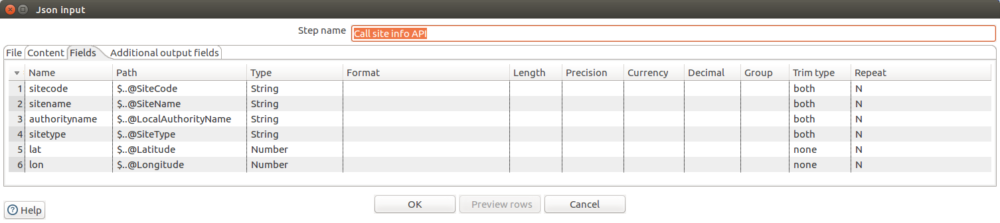 Json input
Step name Call site info API
File Content Fields Additional output fields
Name Path Type Format Length Precision Currency Decimal Group Trim type Repeat
1 sitecode $..@SiteCode String both N
2 sitename $..@SiteName String both N
3 authorityname $..@LocalAuthorityName String both N
4 sitetype $..@SiteType String both N
5 lat $..@Latitude Number none N
6 lon $..@Longitude Number none N
OK Preview rows Cancel
? Help